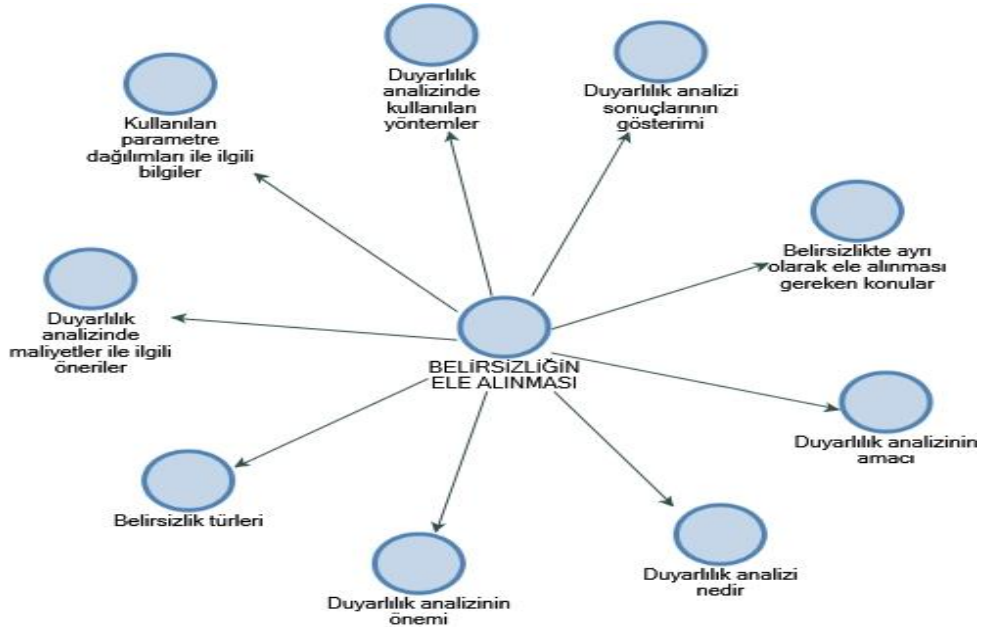 Duyarlılık
analizinde
kullanılan
yöntemler
Duyarlılık analizi
sonuçlarının
gösterimi
Kullanılan
parametre
dağılımları ile ilgili
bilgiler
Belirsizlikte ayrı
olarak ele alınması
gereken konular
Duyarlılık
analizinde
maliyetler ile ilgili
öneriler
BELİRSİZLİĞİN
ELE ALINMASI
Duyarlılık analizinin
amacı
Belirsizlik türleri
Duyarlılık analizi
nedir
Duyarlılık analizinin
önemi